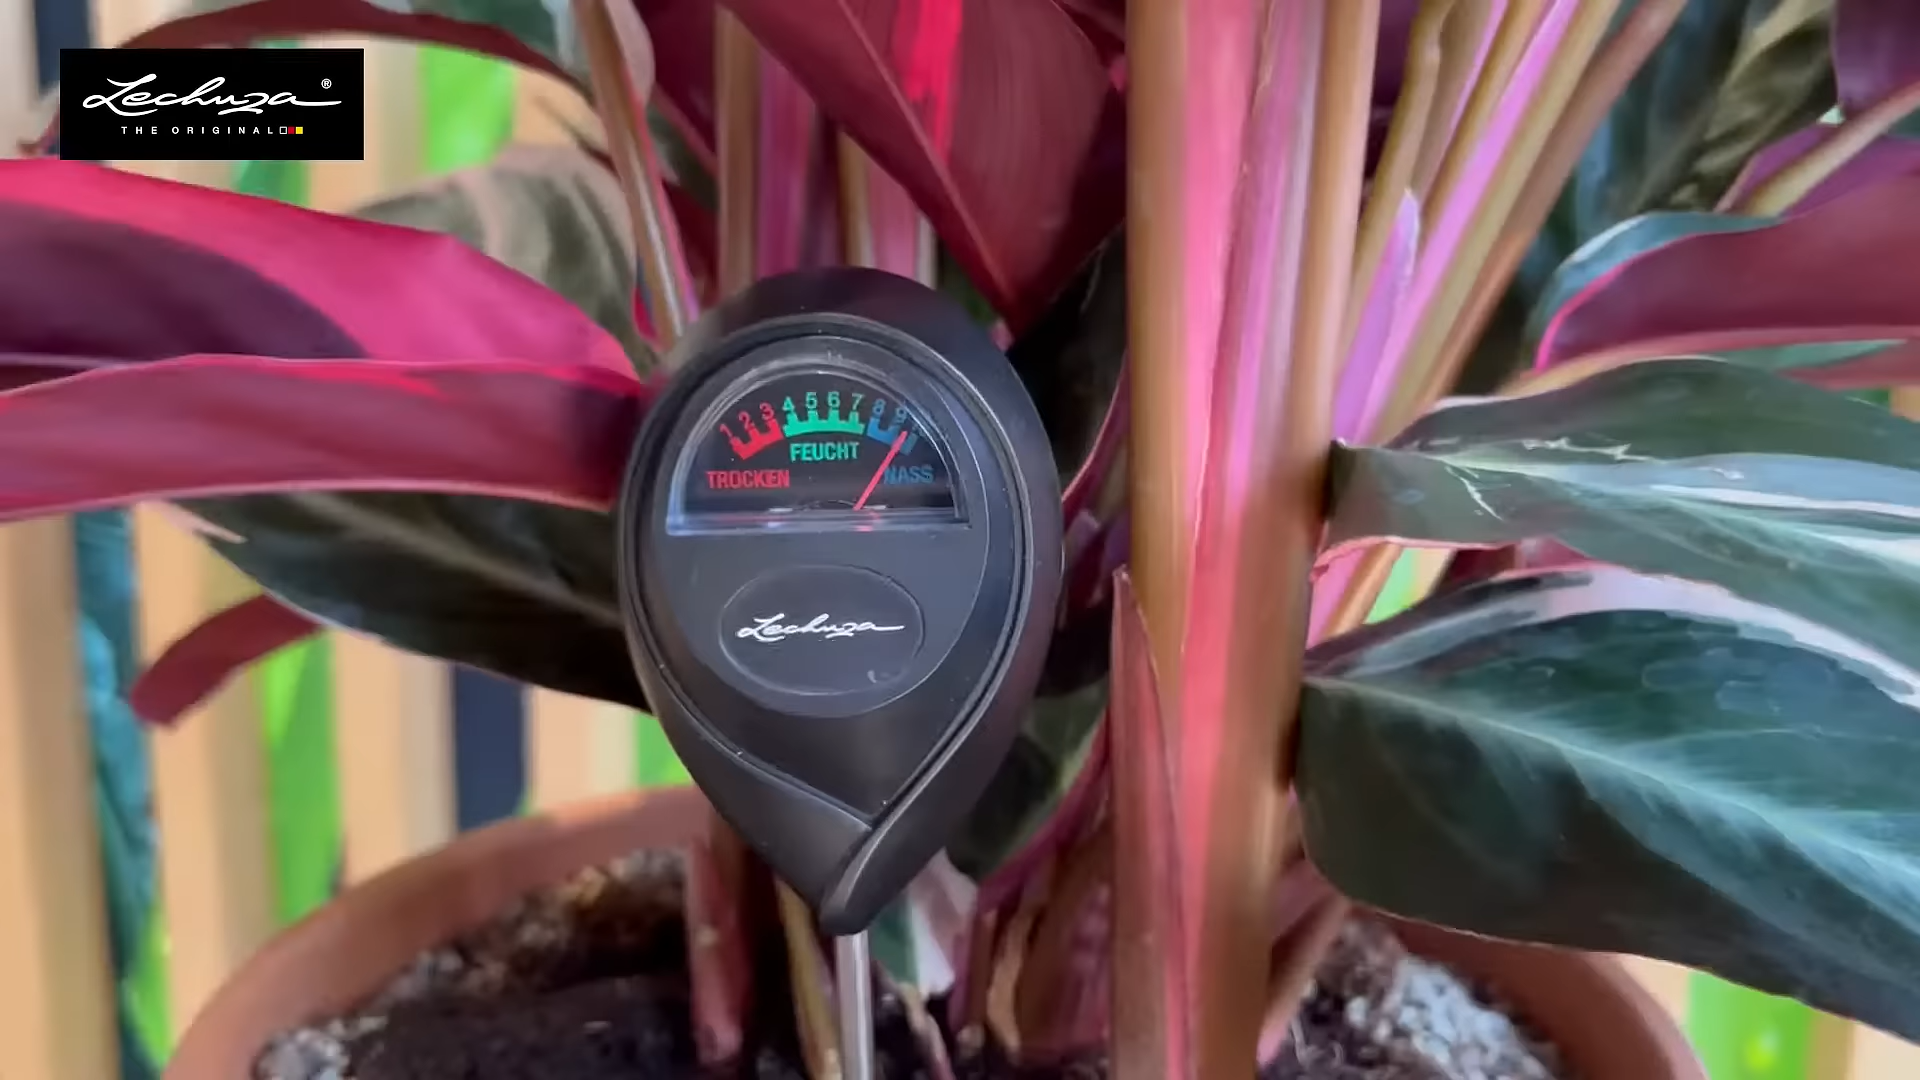 Lechuza®
THE ORIGINAL
1 2 3 4 5 6 7 8 9
FEUCHT
TROCKEN NASS
Lechuza